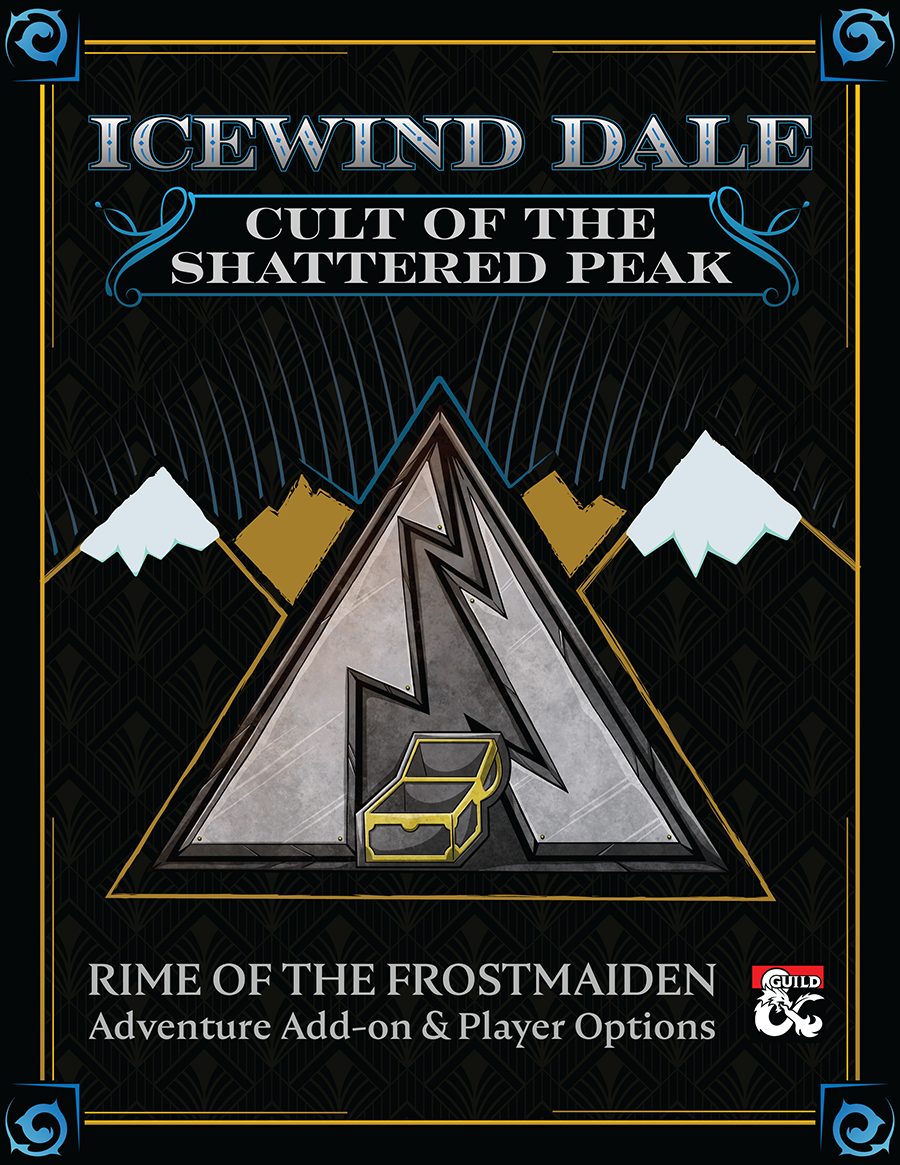 ICEWIND DALE
CULT OF THE
SHATTERED PEAK
RIME OF THE FROSTMAIDEN
Adventure Add-on & Player Options
GUILD